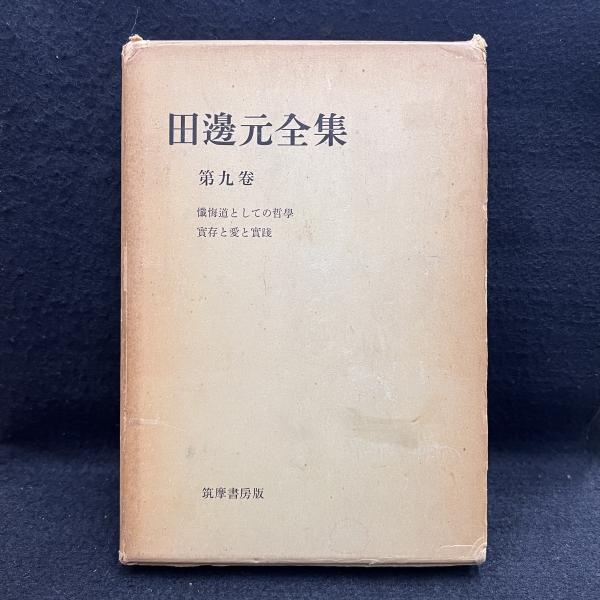 田邊元全集
第九卷
懺悔道としての哲學
實存と愛と實踐
筑摩書房版